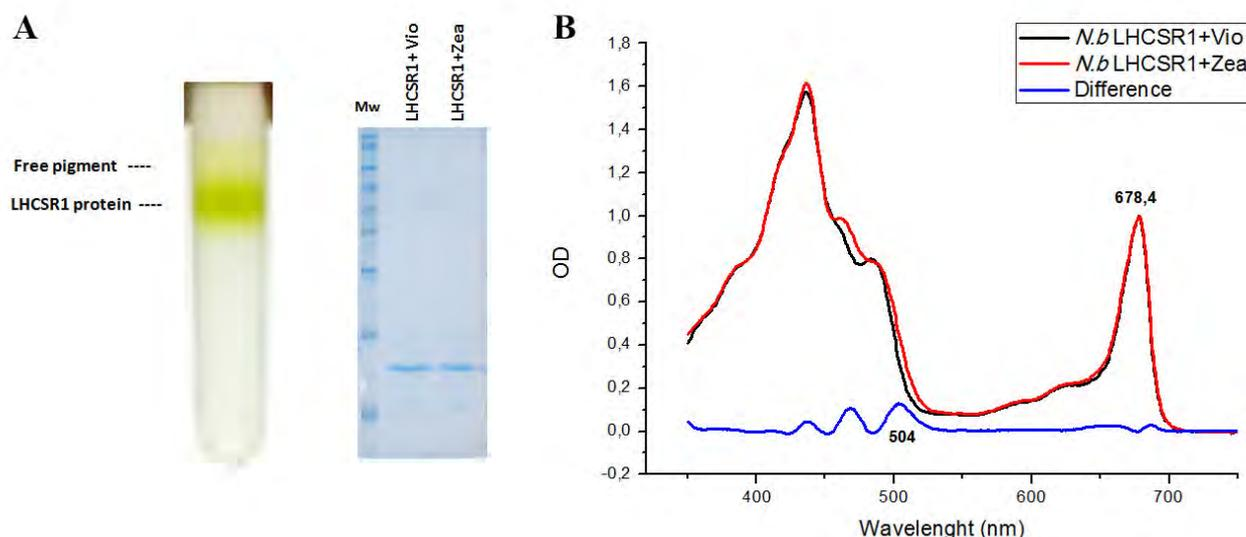 A
Free pigment ----
LHCSR1 protein ----
Mw
LHCSR1+Vio
LHCSR1+Zea
B
N.b LHCSR1+Vio
N.b LHCSR1+Zea
Difference
1,8
1,6
1,4
1,2
1,0
0,8
0,6
0,4
0,2
0,0
-0,2
OD
678,4
504
400
500
600
700
Wavelenght (nm)